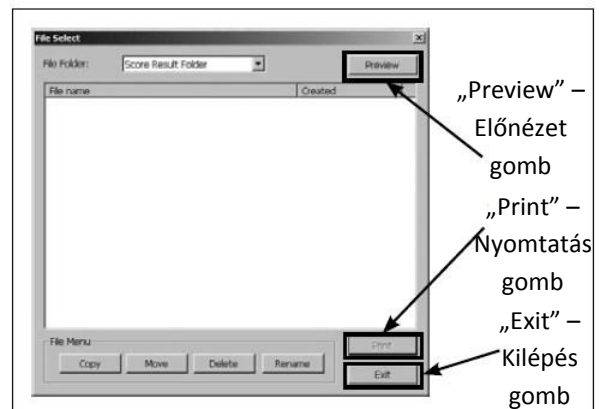 File Select
File Folder: Score Result Folder Preview
File name Created
„Preview” –
Előnézet
gomb
„Print” –
Nyomtatás
gomb
„Exit” –
Kilépés
gomb
File Menu
Copy Move Delete Rename
Print
Exit